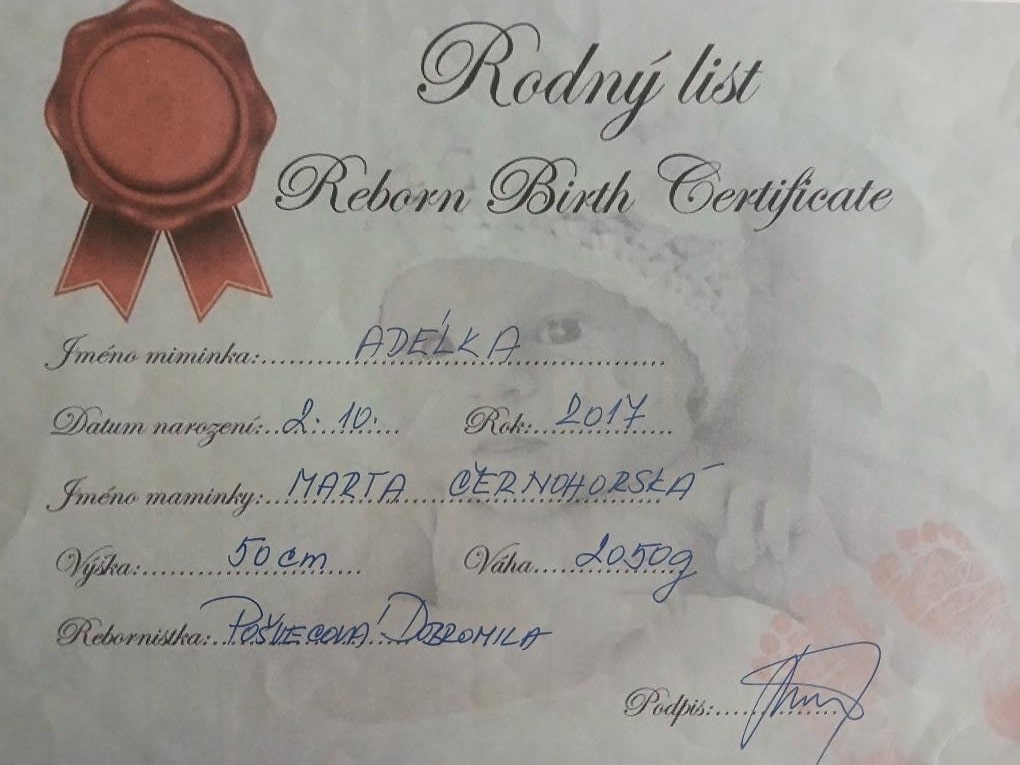 Rodný list
Reborn Birth Certificate
Jméno miminka: ADÉLKA
Datum narození: 2. 10. Rok: 2017
Jméno maminky: MARTA ČERNOHORSKÁ
Výška: 50 cm Váha 2050g
Rebornistka: POŠVECOVÁ DOBROMILA
Podpis: